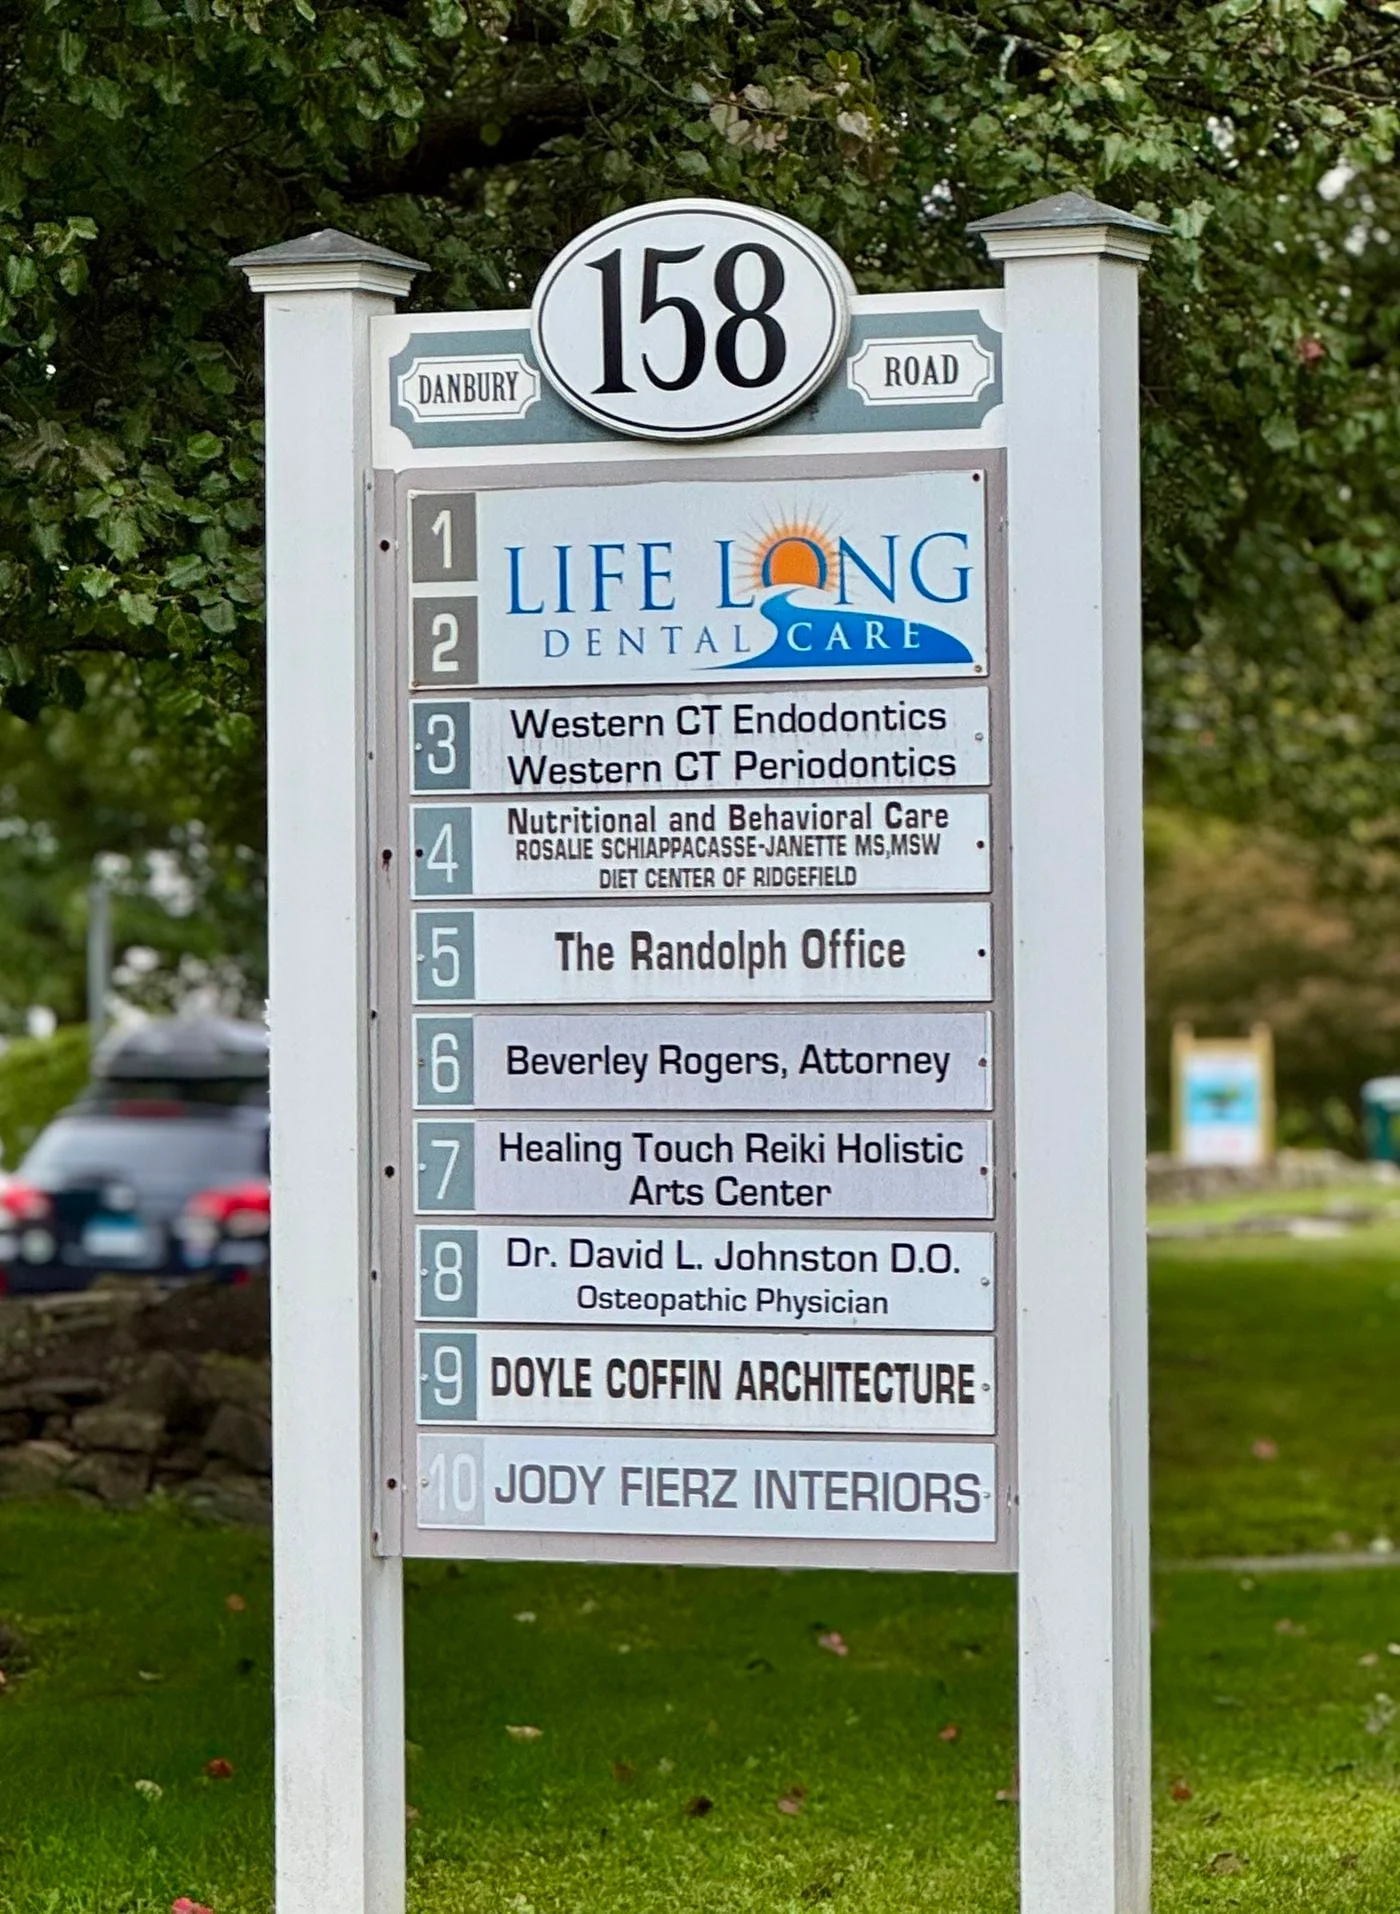 158
DANBURY ROAD
1
2
LIFE LONG
DENTAL CARE
3
Western CT Endodontics
Western CT Periodontics
4
Nutritional and Behavioral Care
ROSALIE SCHIAPPACASSE-JANETTE MS,MSW
DIET CENTER OF RIDGEFIELD
5
The Randolph Office
6
Beverley Rogers, Attorney
7
Healing Touch Reiki Holistic
Arts Center
8
Dr. David L. Johnston D.O.
Osteopathic Physician
9
DOYLE COFFIN ARCHITECTURE
10
JODY FIERZ INTERIORS